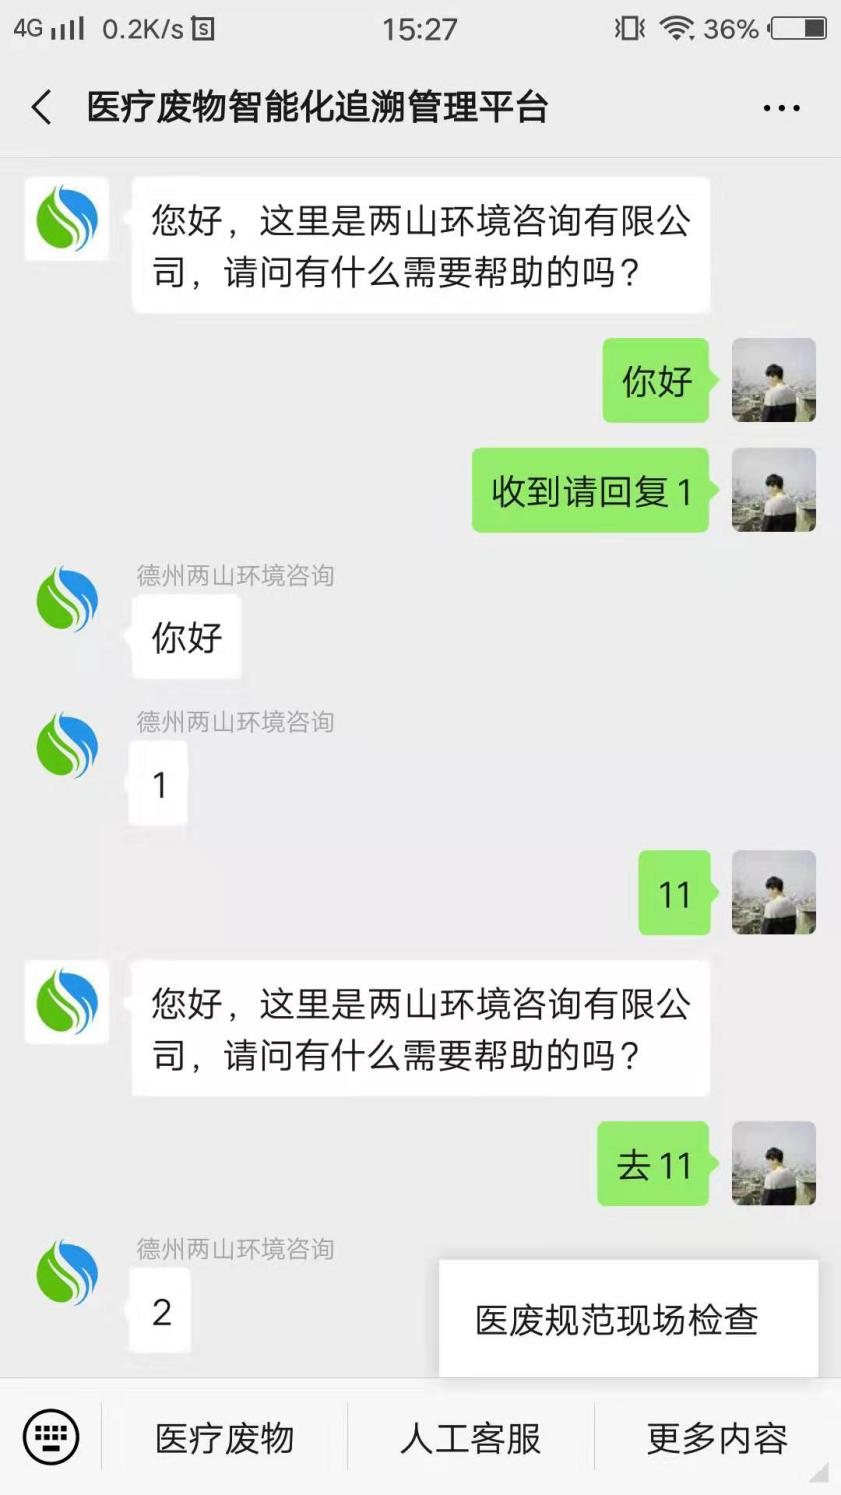 4G 0.2K/s 15:27 36%
医疗废物智能化追溯管理平台
您好，这里是两山环境咨询有限公
司，请问有什么需要帮助的吗？
你好
收到请回复1
德州两山环境咨询
你好
德州两山环境咨询
1
11
您好，这里是两山环境咨询有限公
司，请问有什么需要帮助的吗？
去11
德州两山环境咨询
2
医废规范现场检查
医疗废物 人工客服 更多内容